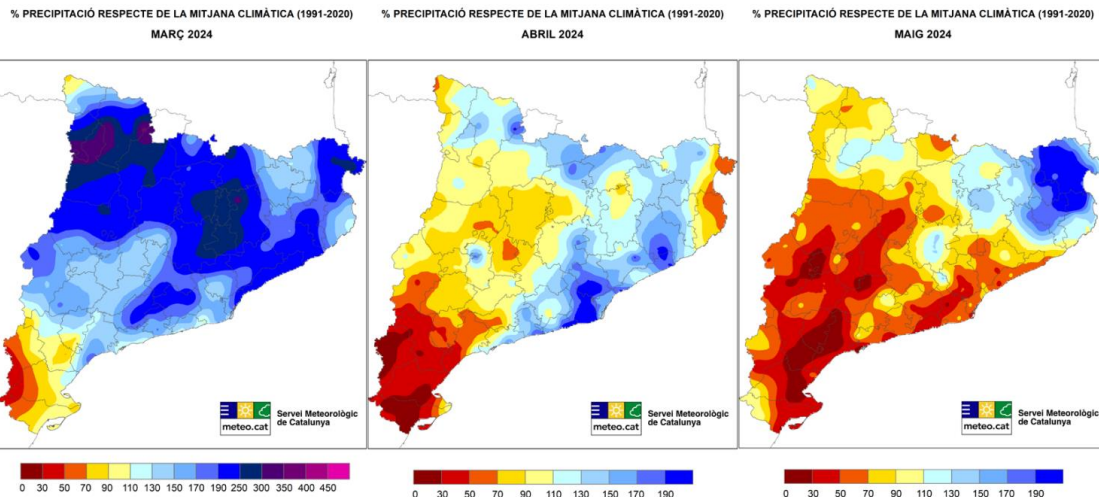 % PRECIPITACIÓ RESPECTE DE LA MITJANA CLIMÀTICA (1991-2020)
MARÇ 2024
Servei Meteorològic
de Catalunya
meteo.cat
0 30 50 70 90 110 130 150 170 190 250 300 350 400 450
% PRECIPITACIÓ RESPECTE DE LA MITJANA CLIMÀTICA (1991-2020)
ABRIL 2024
Servei Meteorològic
de Catalunya
meteo.cat
0 30 50 70 90 110 130 150 170 190
% PRECIPITACIÓ RESPECTE DE LA MITJANA CLIMÀTICA (1991-2020)
MAIG 2024
Servei Meteorològic
de Catalunya
meteo.cat
0 30 50 70 90 110 130 150 170 190